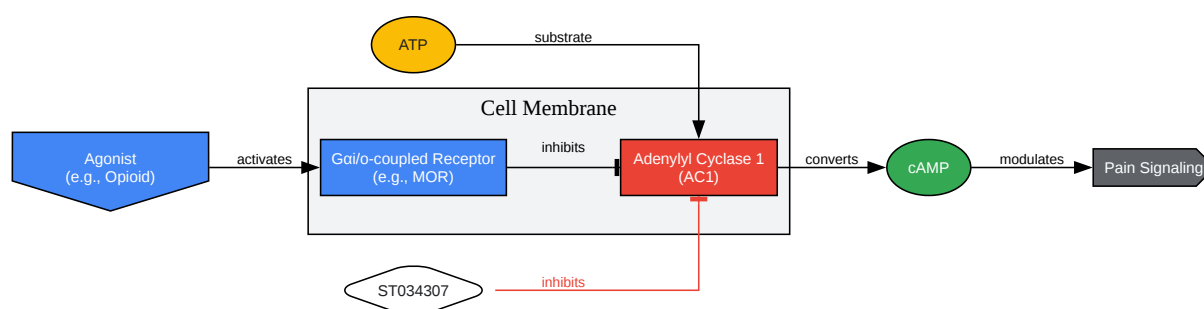 ATP
substrate
Cell Membrane
Agonist
(e.g., Opioid)
activates
Gαi/o-coupled Receptor
(e.g., MOR)
inhibits
Adenylyl Cyclase 1
(AC1)
converts
cAMP
modulates
Pain Signaling
ST034307
inhibits